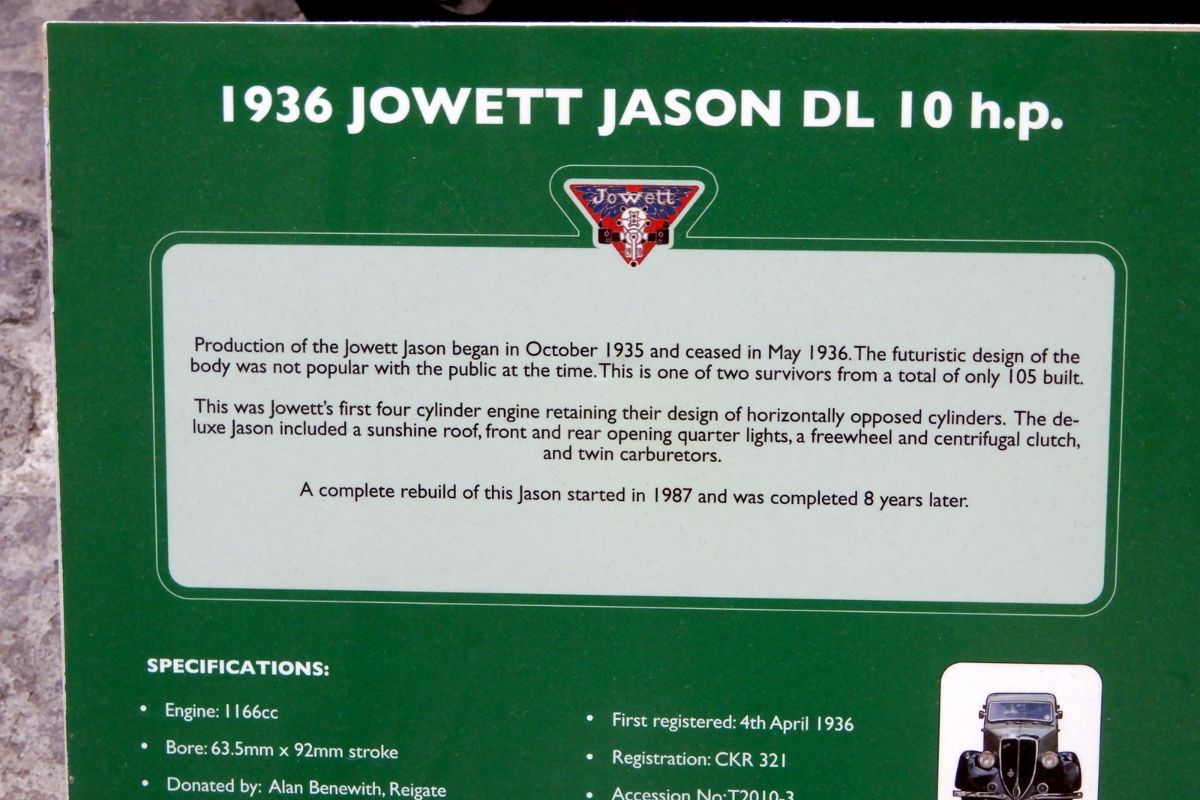 1936 JOWETT JASON DL 10 h.p.
Jowett
Production of the Jowett Jason began in October 1935 and ceased in May 1936. The futuristic design of the
body was not popular with the public at the time. This is one of two survivors from a total of only 105 built.
This was Jowett's first four cylinder engine retaining their design of horizontally opposed cylinders. The de-
luxe Jason included a sunshine roof, front and rear opening quarter lights, a freewheel and centrifugal clutch,
and twin carburetors.
A complete rebuild of this Jason started in 1987 and was completed 8 years later.
SPECIFICATIONS:
• Engine: 1166cc
• Bore: 63.5mm x 92mm stroke
• Donated by: Alan Benewith, Reigate
• First registered: 4th April 1936
• Registration: CKR 321
• Accession No: T2010-3